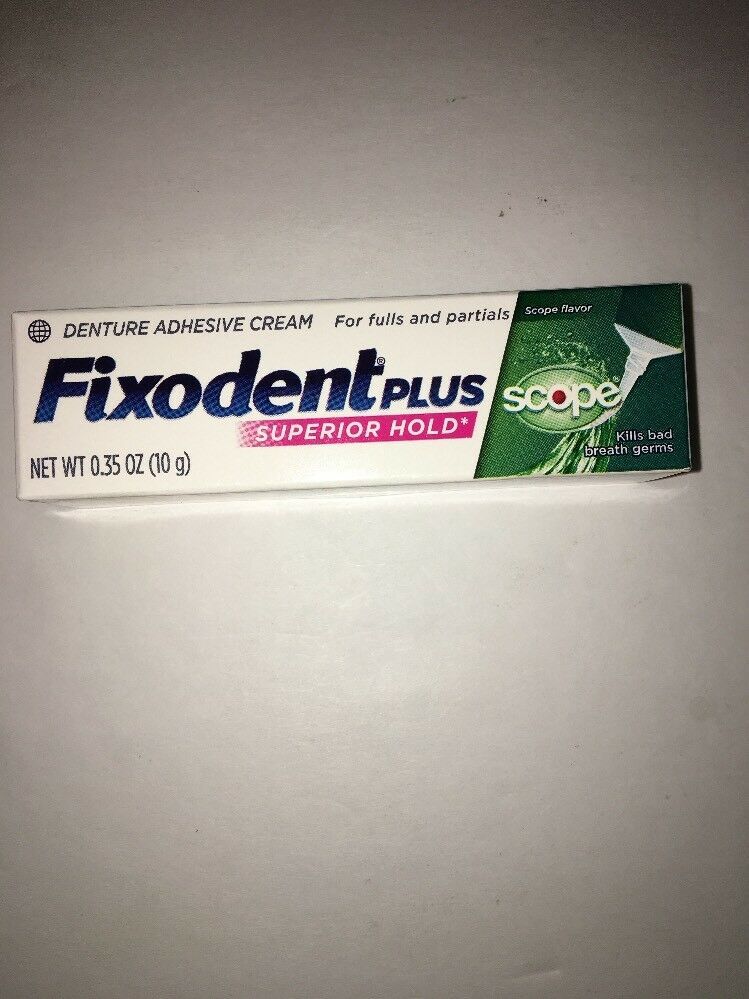 DENTURE ADHESIVE CREAM For fulls and partials
Fixodent® PLUS
SUPERIOR HOLD*
NET WT 0.35 OZ (10 g)
Scope flavor
scope®
Kills bad
breath germs